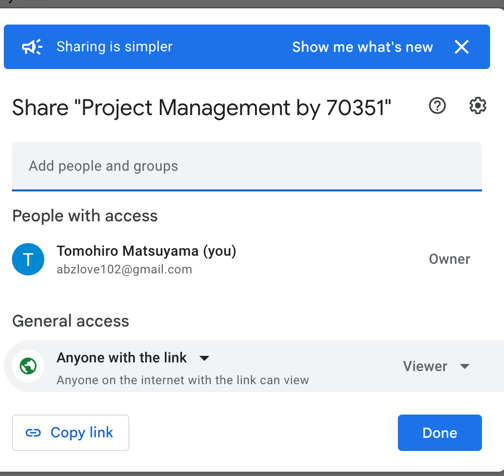 Sharing is simpler
Show me what's new
Share "Project Management by 70351"
Add people and groups
People with access
T
Tomohiro Matsuyama (you)
abzlove102@gmail.com
Owner
General access
Anyone with the link
Anyone on the internet with the link can view
Viewer
Copy link
Done